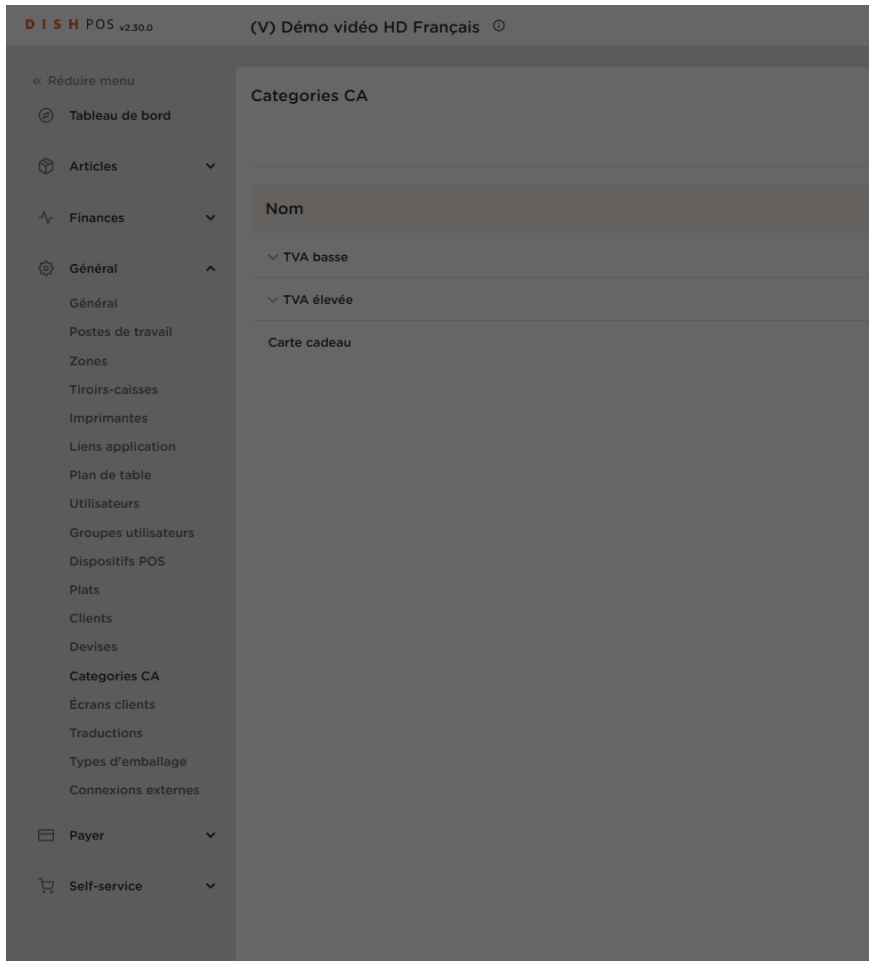 DISH POS v2.30.0
(V) Démo vidéo HD Français
« Réduire menu
Tableau de bord
Articles
Finances
Général
Général
Postes de travail
Zones
Tiroirs-caisses
Imprimantes
Liens application
Plan de table
Utilisateurs
Groupes utilisateurs
Dispositifs POS
Plats
Clients
Devises
Categories CA
Écrans clients
Traductions
Types d'emballage
Connexions externes
Payer
Self-service
Categories CA
Nom
TVA basse
TVA élevée
Carte cadeau